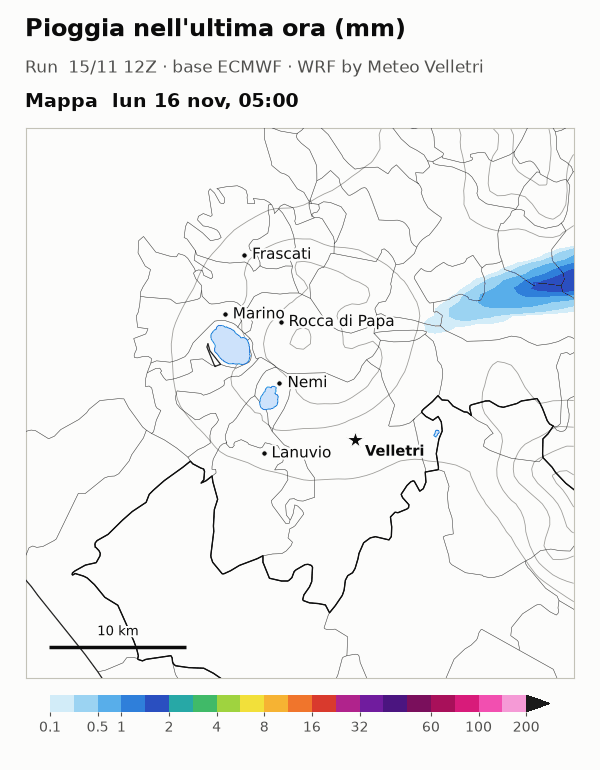 Pioggia nell'ultima ora (mm)
Run  15/11 12Z · base ECMWF · WRF by Meteo Velletri
Mappa  lun 16 nov, 05:00
Frascati
Marino
Rocca di Papa
Nemi
Velletri
Lanuvio
10 km
0.1 0.5 1 2 4 8 16 32 60 100 200